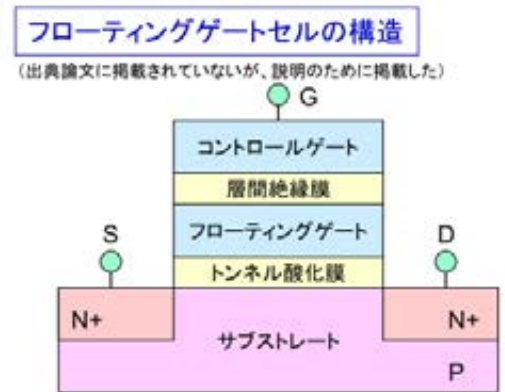 フローティングゲートセルの構造
(出典論文に掲載されていないが、説明のために掲載した)
G
コントロールゲート
層間絶縁膜
フローティングゲート
S
D
トンネル酸化膜
N+
サブストレート
N+
P